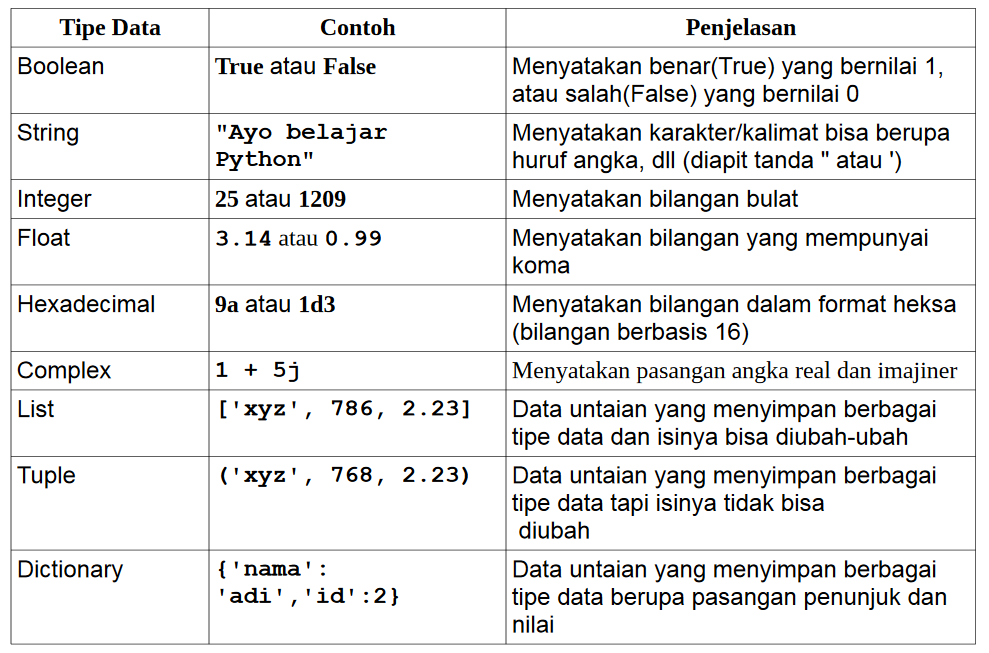 Tipe Data Contoh Penjelasan
Boolean True atau False Menyatakan benar(True) yang bernilai 1,
atau salah(False) yang bernilai 0
String "Ayo belajar Menyatakan karakter/kalimat bisa berupa
Python" huruf angka, dll (diapit tanda " atau ')
Integer 25 atau 1209 Menyatakan bilangan bulat
Float 3.14 atau 0.99 Menyatakan bilangan yang mempunyai
koma
Hexadecimal 9a atau 1d3 Menyatakan bilangan dalam format heksa
(bilangan berbasis 16)
Complex 1 + 5j Menyatakan pasangan angka real dan imajiner
List ['xyz', 786, 2.23] Data untaian yang menyimpan berbagai
tipe data dan isinya bisa diubah-ubah
Tuple ('xyz', 768, 2.23) Data untaian yang menyimpan berbagai
tipe data tapi isinya tidak bisa
diubah
Dictionary {'nama': Data untaian yang menyimpan berbagai
'adi','id':2} tipe data berupa pasangan penunjuk dan
nilai